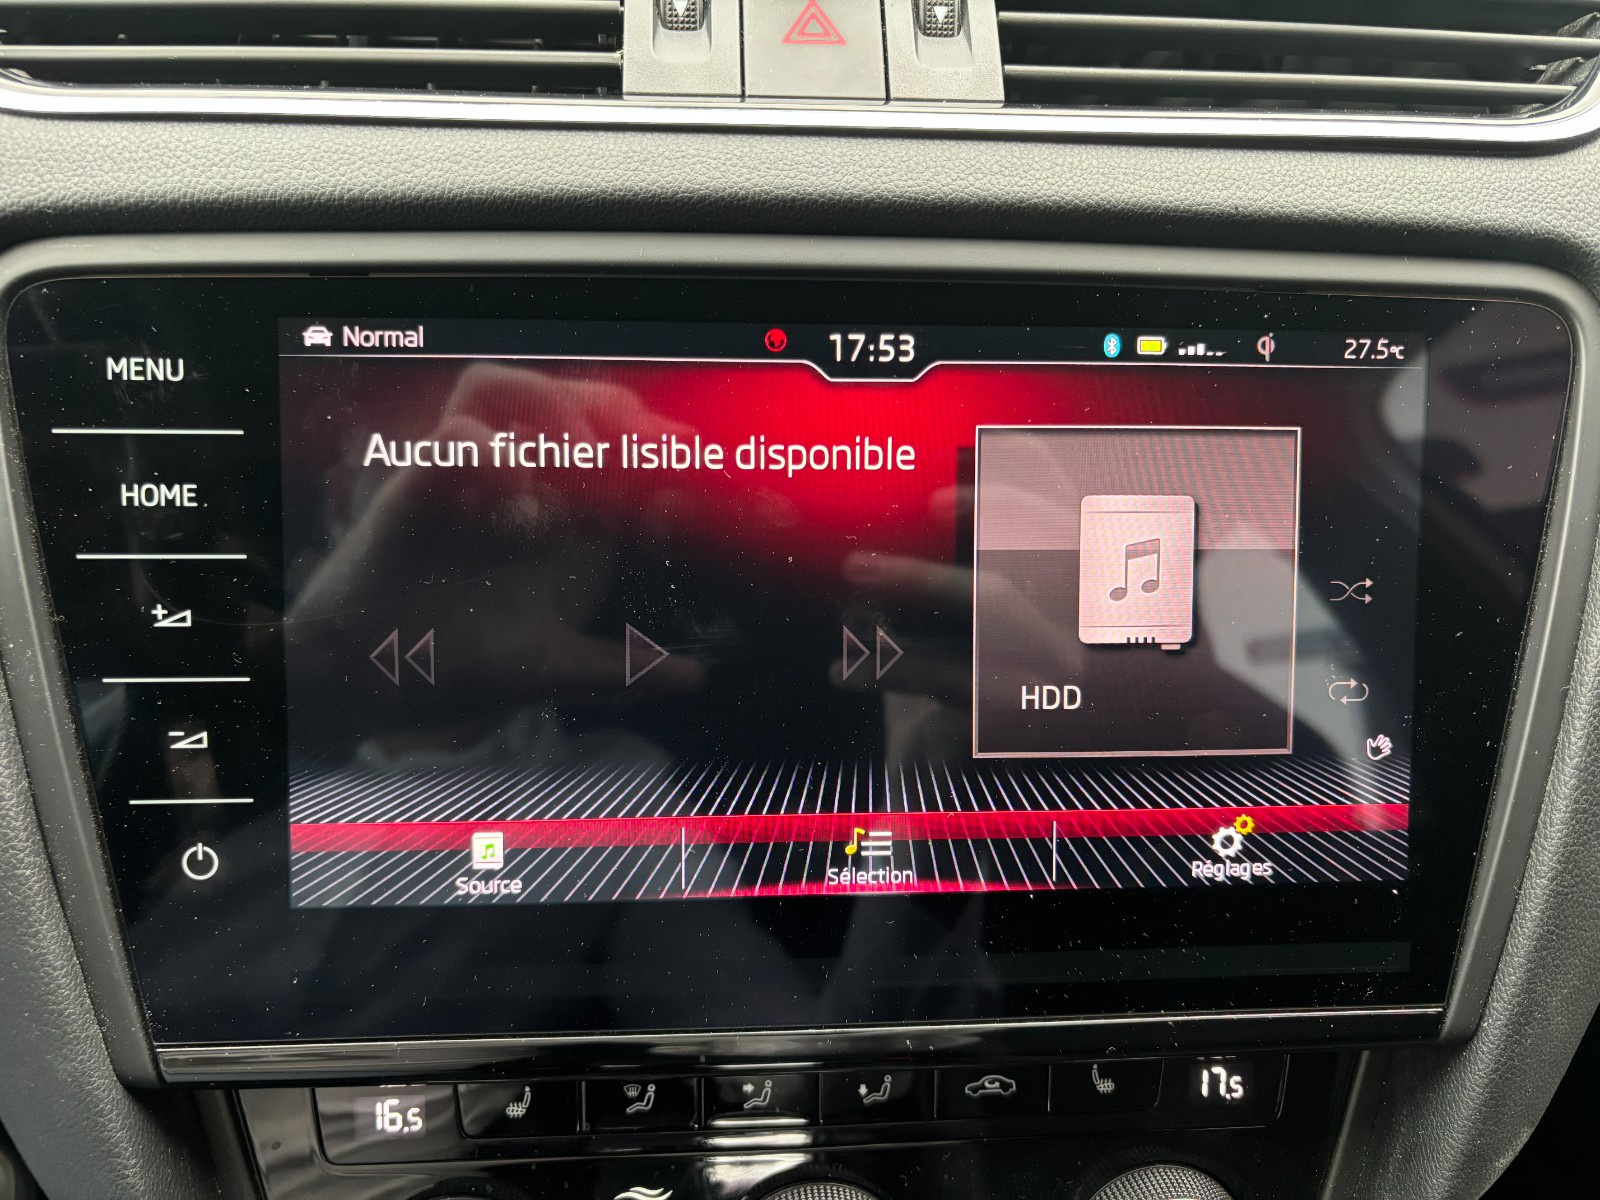 Normal
17:53
27.5°C
MENU
HOME
Aucun fichier lisible disponible
HDD
Source
Sélection
Réglages
16.5
17.5